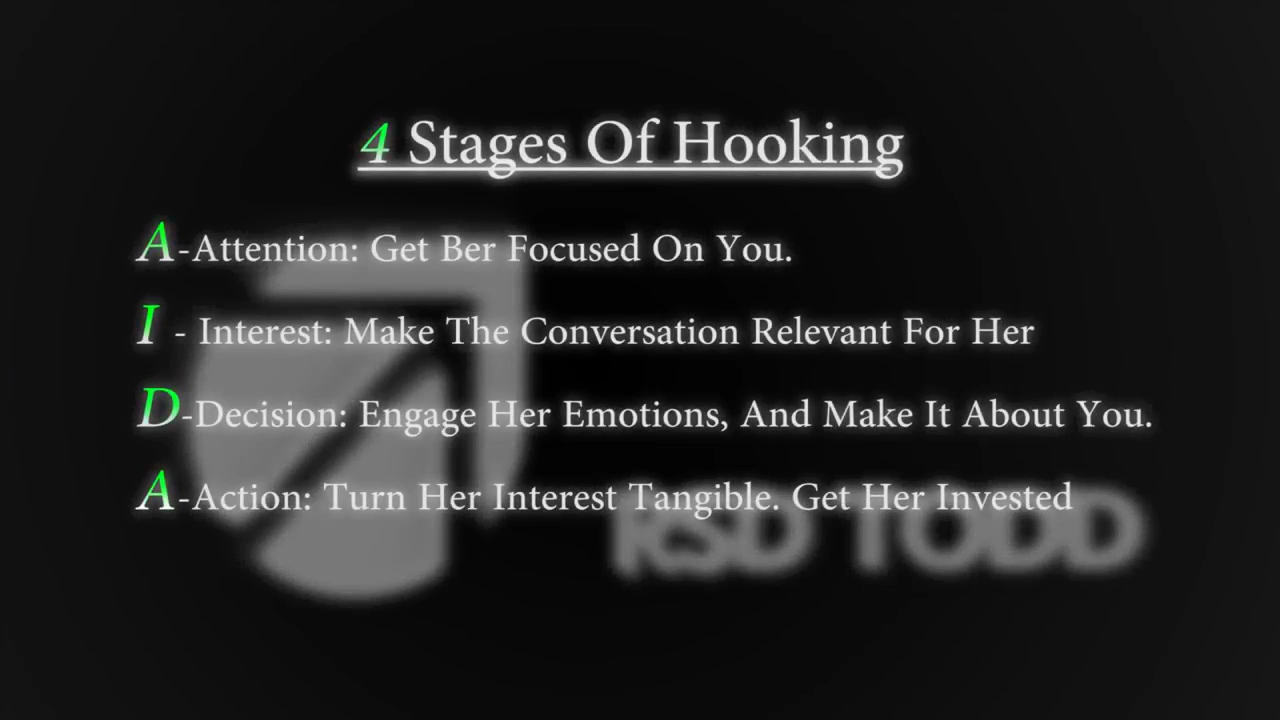 4 Stages Of Hooking
A-Attention: Get Ber Focused On You.
I - Interest: Make The Conversation Relevant For Her
D-Decision: Engage Her Emotions, And Make It About You.
A-Action: Turn Her Interest Tangible. Get Her Invested
RSD TODD